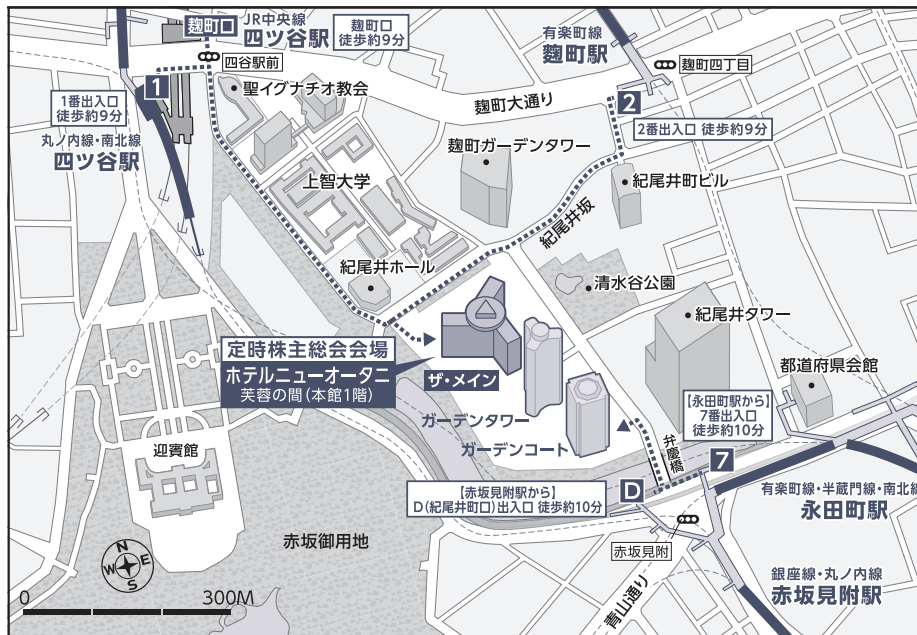 麹町口
JR中央線
四ツ谷駅
麹町口
徒歩約9分
四谷駅前
1
聖イグナチオ教会
1番出入口
徒歩約9分
丸ノ内線・南北線
四ツ谷駅
有楽町線
麴町駅
麹町四丁目
麹町大通り
2
2番出入口 徒歩約9分
麹町ガーデンタワー
紀尾井町ビル
上智大学
紀尾井坂
紀尾井ホール
清水谷公園
紀尾井タワー
定時株主総会会場
ホテルニューオータニ
芙蓉の間(本館1階)
ザ・メイン
ガーデンタワー
ガーデンコート
都道府県会館
【永田町駅から】
7番出入口
徒歩約10分
弁慶橋
7
D
【赤坂見附駅から】
D(紀尾井町口)出入口 徒歩約10分
有楽町線・半蔵門線・南北線
永田町駅
迎賓館
赤坂御用地
赤坂見附
青山通り
銀座線・丸ノ内線
赤坂見附駅
N
W
E
S
0
300M